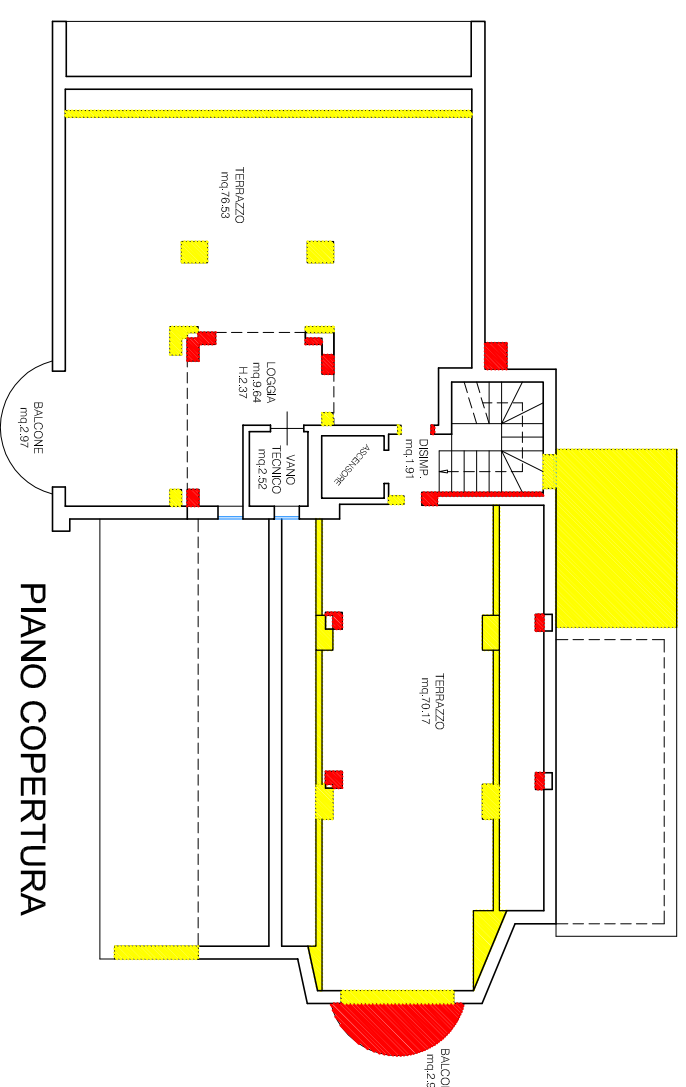 TERRAZZO
mq.76.53
LOGGIA
mq.9.64
H.2.37
BALCONE
mq.2.97
VANO
TECNICO
mq.2.52
ASCENSORE
DISIMP.
mq.1.91
TERRAZZO
mq.70.17
PIANO COPERTURA